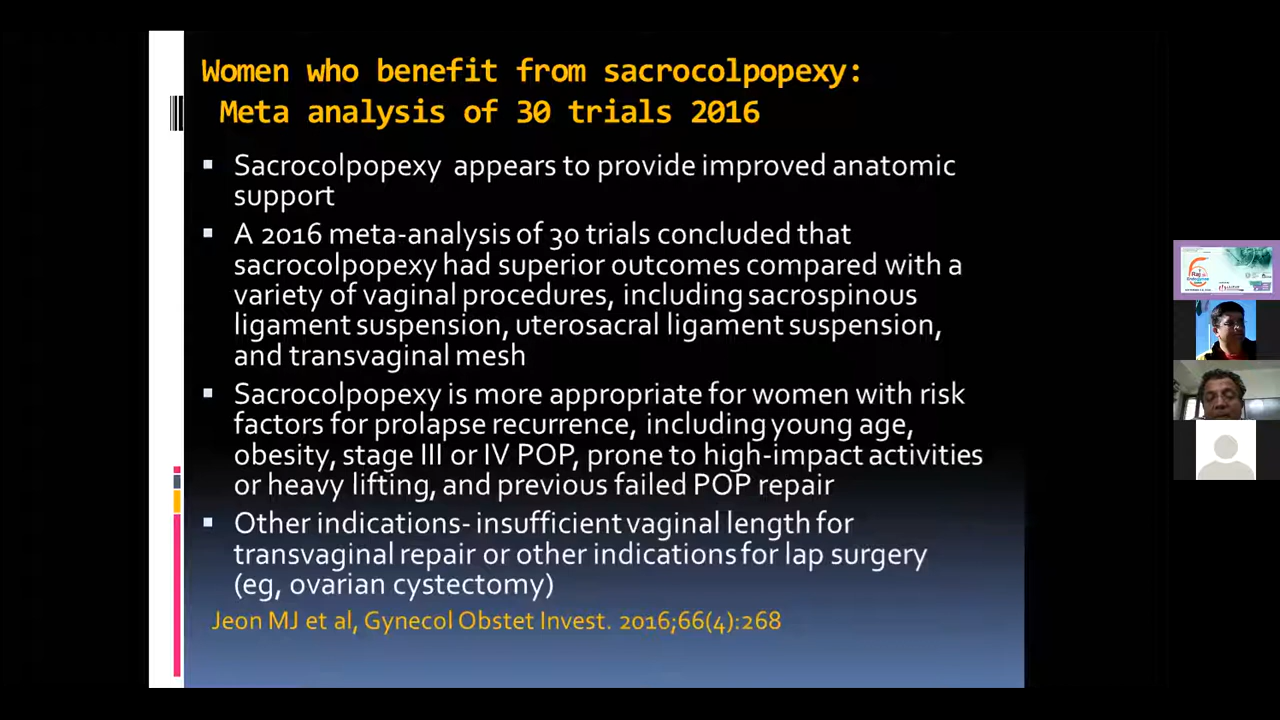 Women who benefit from sacrocolpopexy:
Meta analysis of 30 trials 2016
▪ Sacrocolpopexy appears to provide improved anatomic
support
▪ A 2016 meta-analysis of 30 trials concluded that
sacrocolpopexy had superior outcomes compared with a
variety of vaginal procedures, including sacrospinous
ligament suspension, uterosacral ligament suspension,
and transvaginal mesh
▪ Sacrocolpopexy is more appropriate for women with risk
factors for prolapse recurrence, including young age,
obesity, stage III or IV POP, prone to high-impact activities
or heavy lifting, and previous failed POP repair
▪ Other indications- insufficient vaginal length for
transvaginal repair or other indications for lap surgery
(eg, ovarian cystectomy)
Jeon MJ et al, Gynecol Obstet Invest. 2016;66(4):268